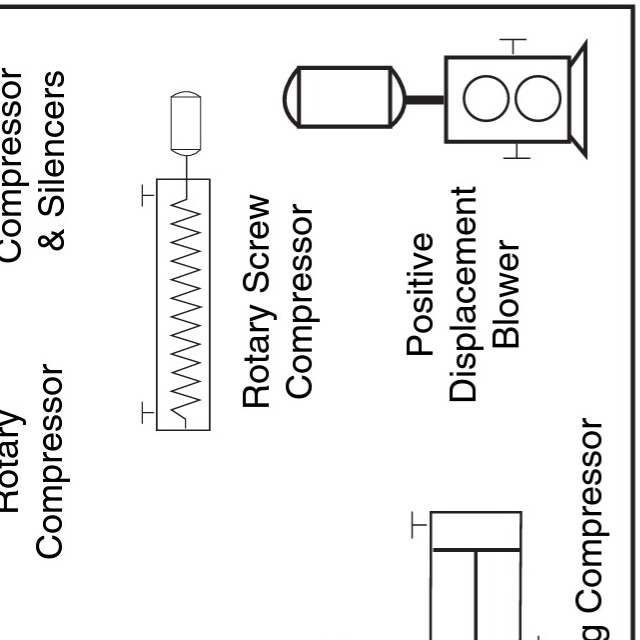 Compressor
& Silencers
Rotary
Compressor
Rotary Screw
Compressor
Positive
Displacement
Blower
Compressor